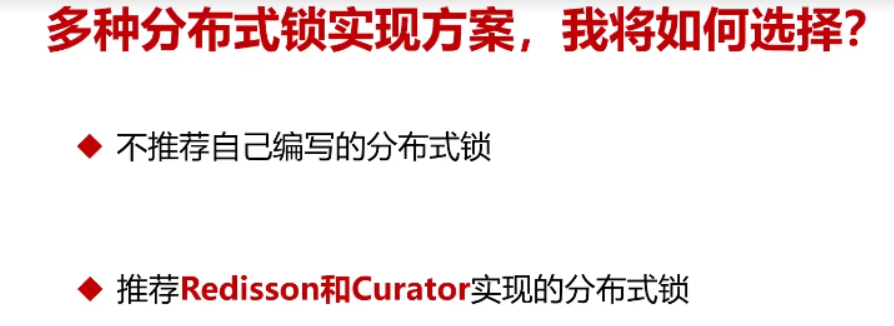 多种分布式锁实现方案，我将如何选择?
◆ 不推荐自己编写的分布式锁
◆ 推荐Redisson和Curator实现的分布式锁